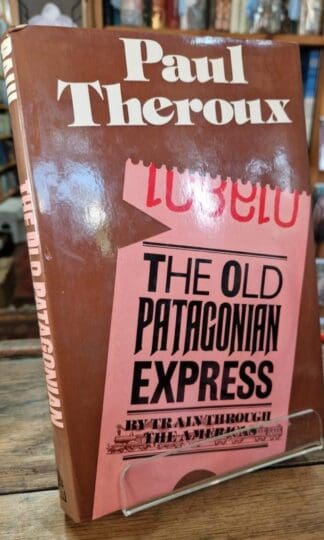 Paul
Theroux
THE OLD
PATAGONIAN
EXPRESS
BY TRAIN THROUGH
THE AMERICAS
THE OLD PATAGONIAN